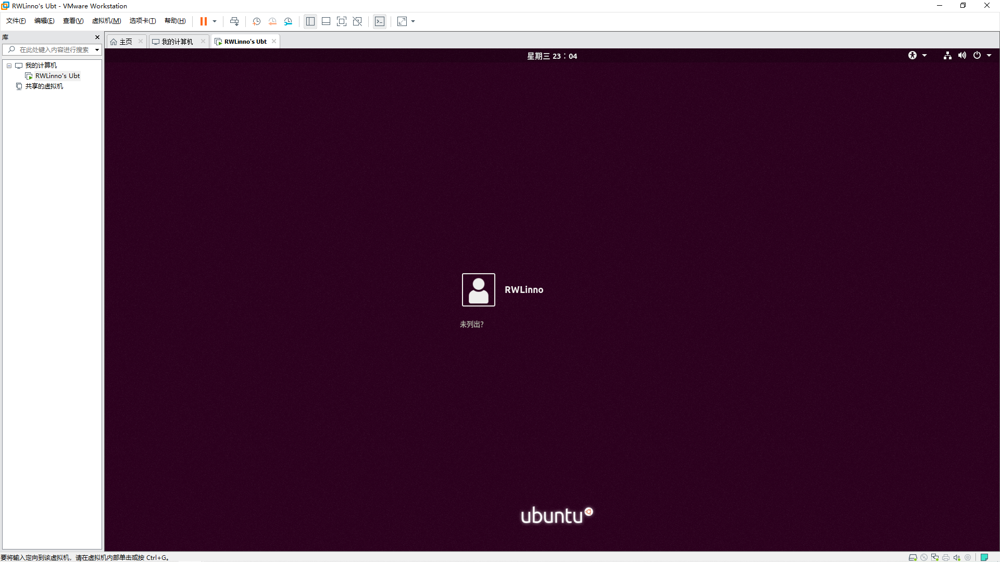 RWLinno's Ubt - VMware Workstation
文件(F) 编辑(E) 查看(V) 虚拟机(M) 选项卡(T) 帮助(H)
库
在此处键入内容进行搜索
我的计算机
RWLinno's Ubt
共享的虚拟机
主页 我的计算机 RWLinno's Ubt
星期三 23：04
RWLinno
未列出?
ubuntu
要将输入定向到该虚拟机，请在虚拟机内部单击或按 Ctrl+G。